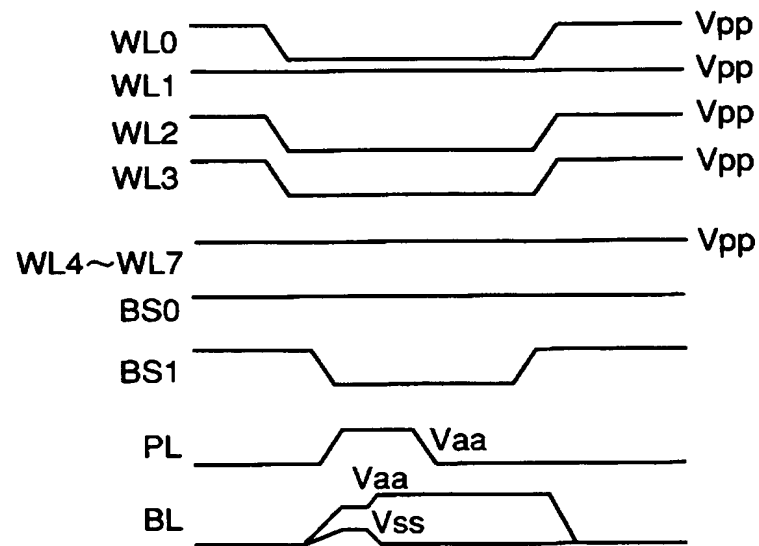 WL0 Vpp
WL1 Vpp
WL2 Vpp
WL3 Vpp
WL4～WL7 Vpp
BS0
BS1
PL Vaa
Vaa
BL Vss